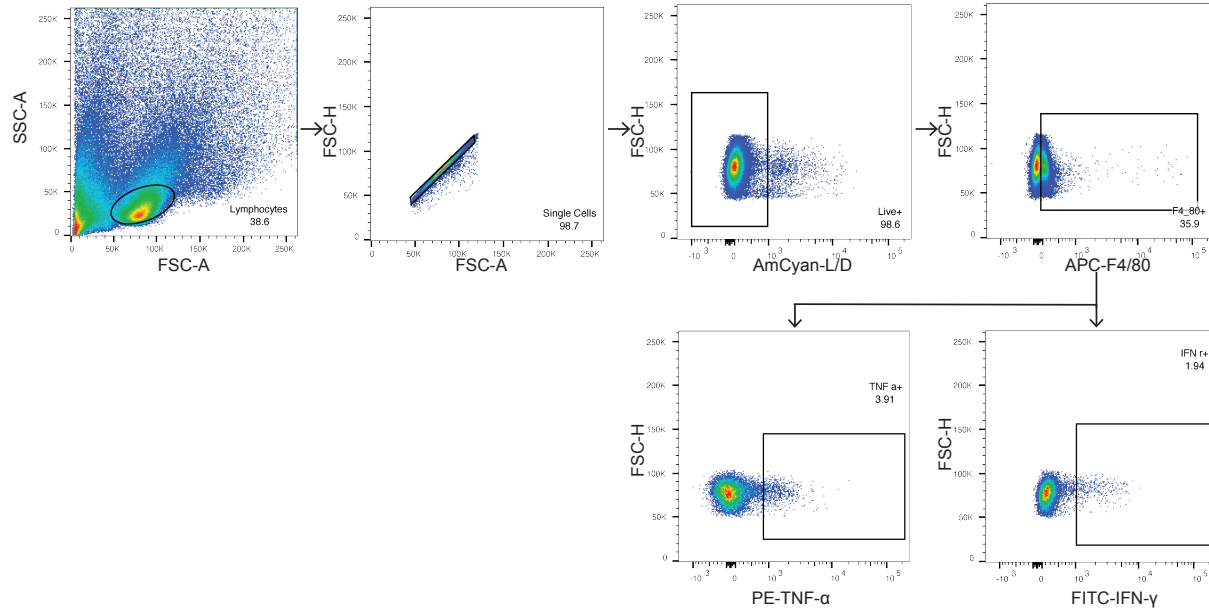 250K
200K
150K
100K
50K
0
SSC-A
Lymphocytes
38.6
0
50K
100K
150K
200K
250K
FSC-A
250K
200K
150K
100K
50K
0
FSC-H
Single Cells
98.7
0
50K
100K
150K
200K
250K
FSC-A
250K
200K
150K
100K
50K
0
FSC-H
Live+
98.6
-10 3
0
10 3
10 4
10 5
AmCyan-L/D
250K
200K
150K
100K
50K
0
FSC-H
F4_80+
35.9
-10 3
0
10 3
10 4
10 5
APC-F4/80
250K
200K
150K
100K
50K
0
FSC-H
TNF a+
3.91
-10 3
0
10 3
10 4
10 5
PE-TNF-α
250K
200K
150K
100K
50K
0
FSC-H
IFN r+
1.94
-10 3
0
10 3
10 4
10 5
FITC-IFN-γ